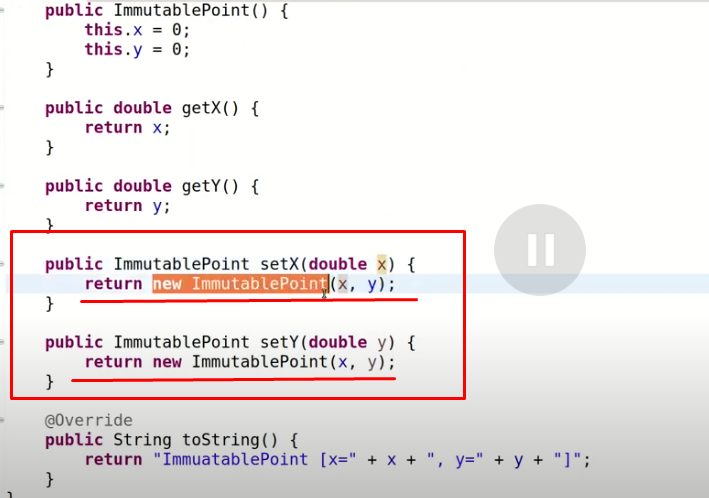 public ImmutablePoint() {
this.x = 0;
this.y = 0;
}
public double getX() {
return x;
}
public double getY() {
return y;
}
public ImmutablePoint setX(double x) {
return new ImmutablePoint(x, y);
}
public ImmutablePoint setY(double y) {
return new ImmutablePoint(x, y);
}
@Override
public String toString() {
return "ImmuatablePoint [x=" + x + ", y=" + y + "]";
}
}